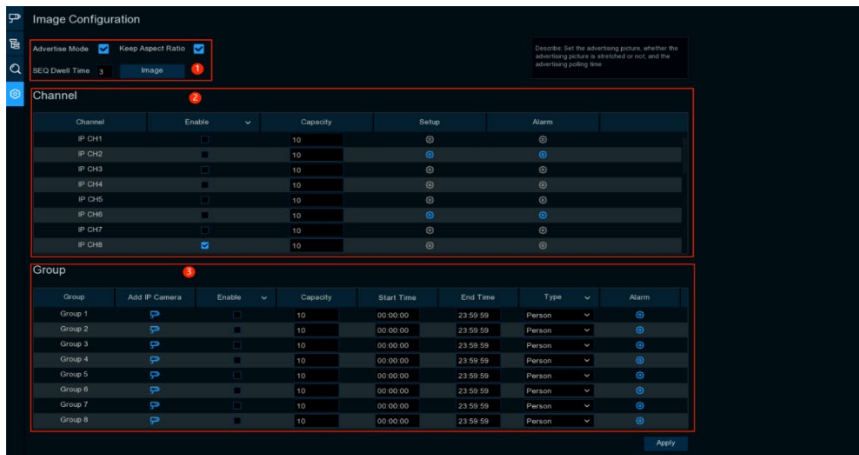 Image Configuration
Advertise Mode Keep Aspect Ratio
SEQ Dwell Time 3 Image 1
Describe: Set the advertising picture, whether the
advertising picture is stretched or not, and the
advertising polling time
Channel 2
Channel Enable Capacity Setup Alarm
IP CH1 10
IP CH2 10
IP CH3 10
IP CH4 10
IP CH5 10
IP CH6 10
IP CH7 10
IP CH8 10
Group 3
Group Add IP Camera Enable Capacity Start Time End Time Type Alarm
Group 1 10 00:00:00 23:59:59 Person
Group 2 10 00:00:00 23:59:59 Person
Group 3 10 00:00:00 23:59:59 Person
Group 4 10 00:00:00 23:59:59 Person
Group 5 10 00:00:00 23:59:59 Person
Group 6 10 00:00:00 23:59:59 Person
Group 7 10 00:00:00 23:59:59 Person
Group 8 10 00:00:00 23:59:59 Person
Apply